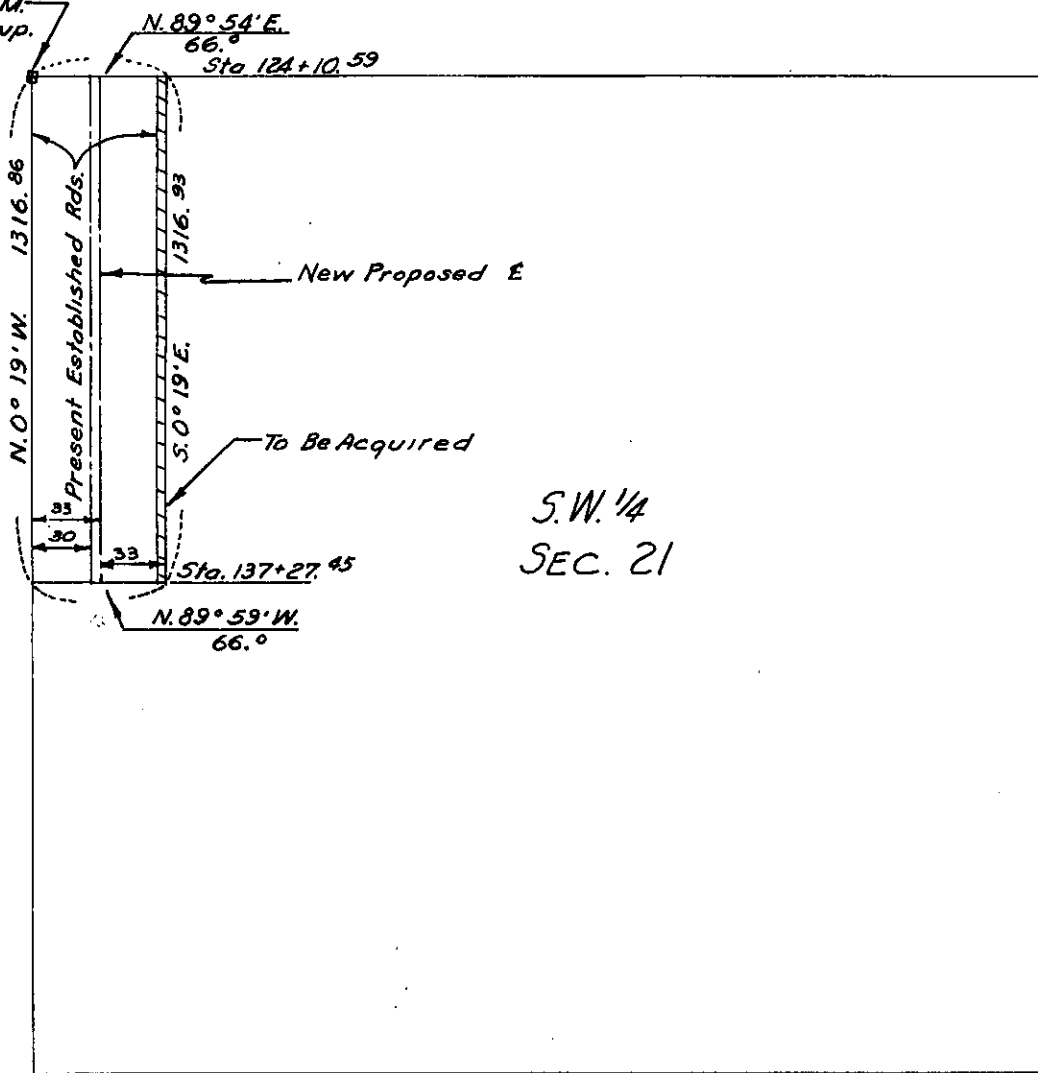 M.
wp.
N. 89° 54' E.
66.0
Sta 124+10.59
N. 0° 19' W. 1316.86
Present Established Rds.
1316.93
S. 0° 19' E.
New Proposed ℄
To Be Acquired
33
30
33
S.W. 1/4
SEC. 21
Sta. 137+27.45
N. 89° 59' W.
66.0